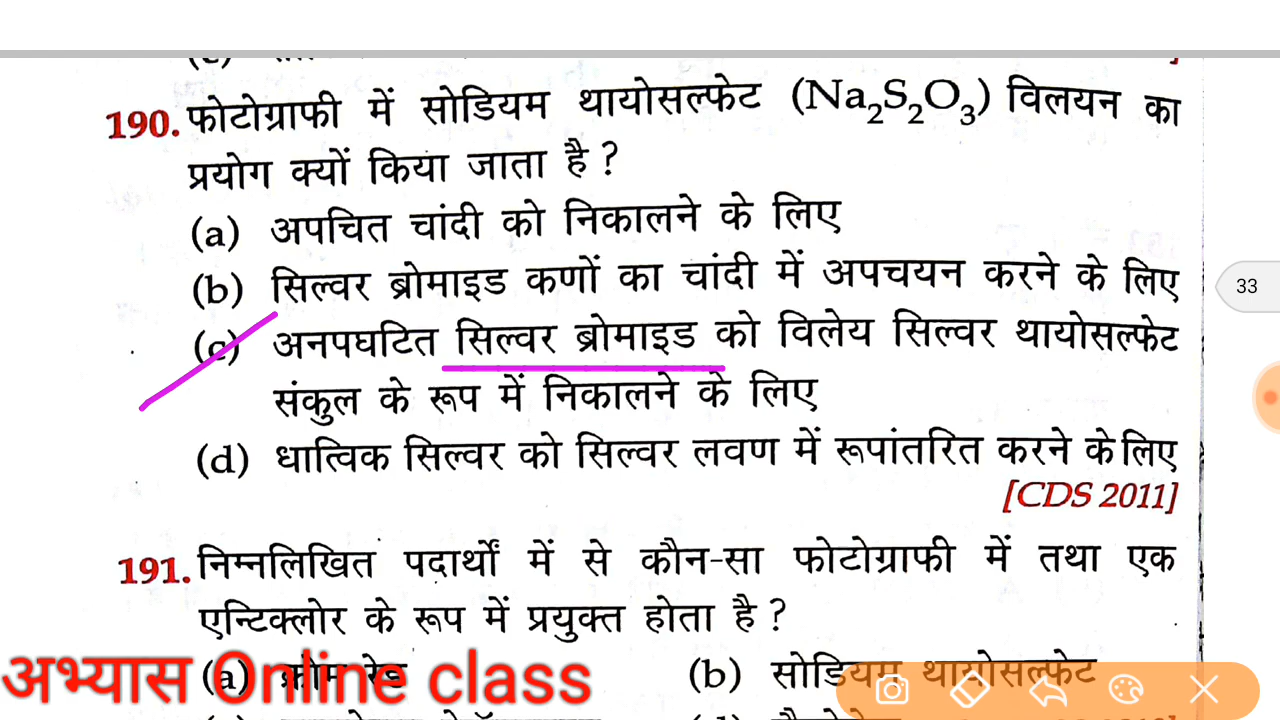 190. फोटोग्राफी में सोडियम थायोसल्फेट (Na₂S₂O₃) विलयन का
प्रयोग क्यों किया जाता है ?
(a) अपचित चांदी को निकालने के लिए
(b) सिल्वर ब्रोमाइड कणों का चांदी में अपचयन करने के लिए
33
(c) अनपघटित सिल्वर ब्रोमाइड को विलेय सिल्वर थायोसल्फेट
संकुल के रूप में निकालने के लिए
(d) धात्विक सिल्वर को सिल्वर लवण में रूपांतरित करने के लिए
[CDS 2011]
191. निम्नलिखित पदार्थों में से कौन-सा फोटोग्राफी में तथा एक
एन्टिक्लोर के रूप में प्रयुक्त होता है ?
(a) क्रोम रेड (b) सोडियम थायोसल्फेट
अभ्यास Online class